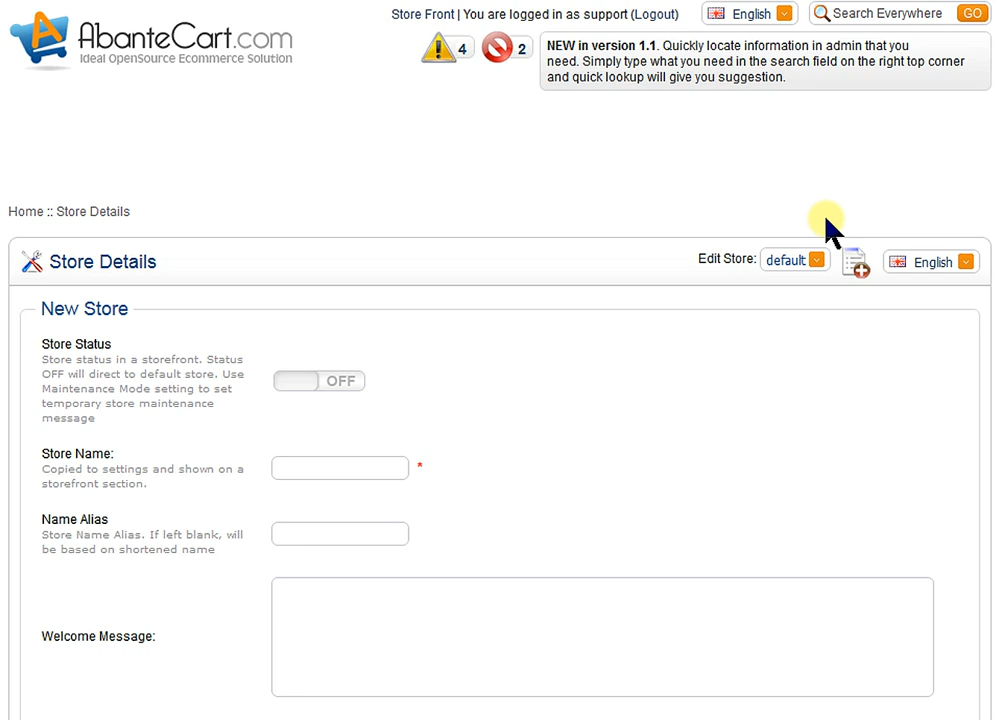 AbanteCart.com
Ideal OpenSource Ecommerce Solution
Store Front | You are logged in as support (Logout)
English
Search Everywhere
GO
4
2
NEW in version 1.1. Quickly locate information in admin that you
need. Simply type what you need in the search field on the right top corner
and quick lookup will give you suggestion.
Home :: Store Details
Store Details
Edit Store:
default
English
New Store
Store Status
Store status in a storefront. Status
OFF will direct to default store. Use
Maintenance Mode setting to set
temporary store maintenance
message
OFF
Store Name:
Copied to settings and shown on a
storefront section.
*
Name Alias
Store Name Alias. If left blank, will
be based on shortened name
Welcome Message: